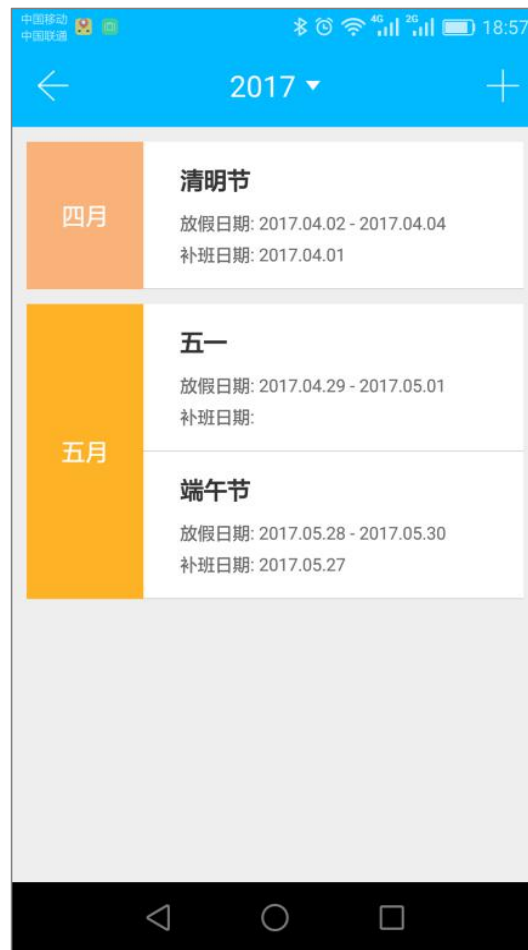 中国移动
中国联通
4G
2G
18:57
2017
四月
清明节
放假日期: 2017.04.02 - 2017.04.04
补班日期: 2017.04.01
五月
五一
放假日期: 2017.04.29 - 2017.05.01
补班日期:
端午节
放假日期: 2017.05.28 - 2017.05.30
补班日期: 2017.05.27